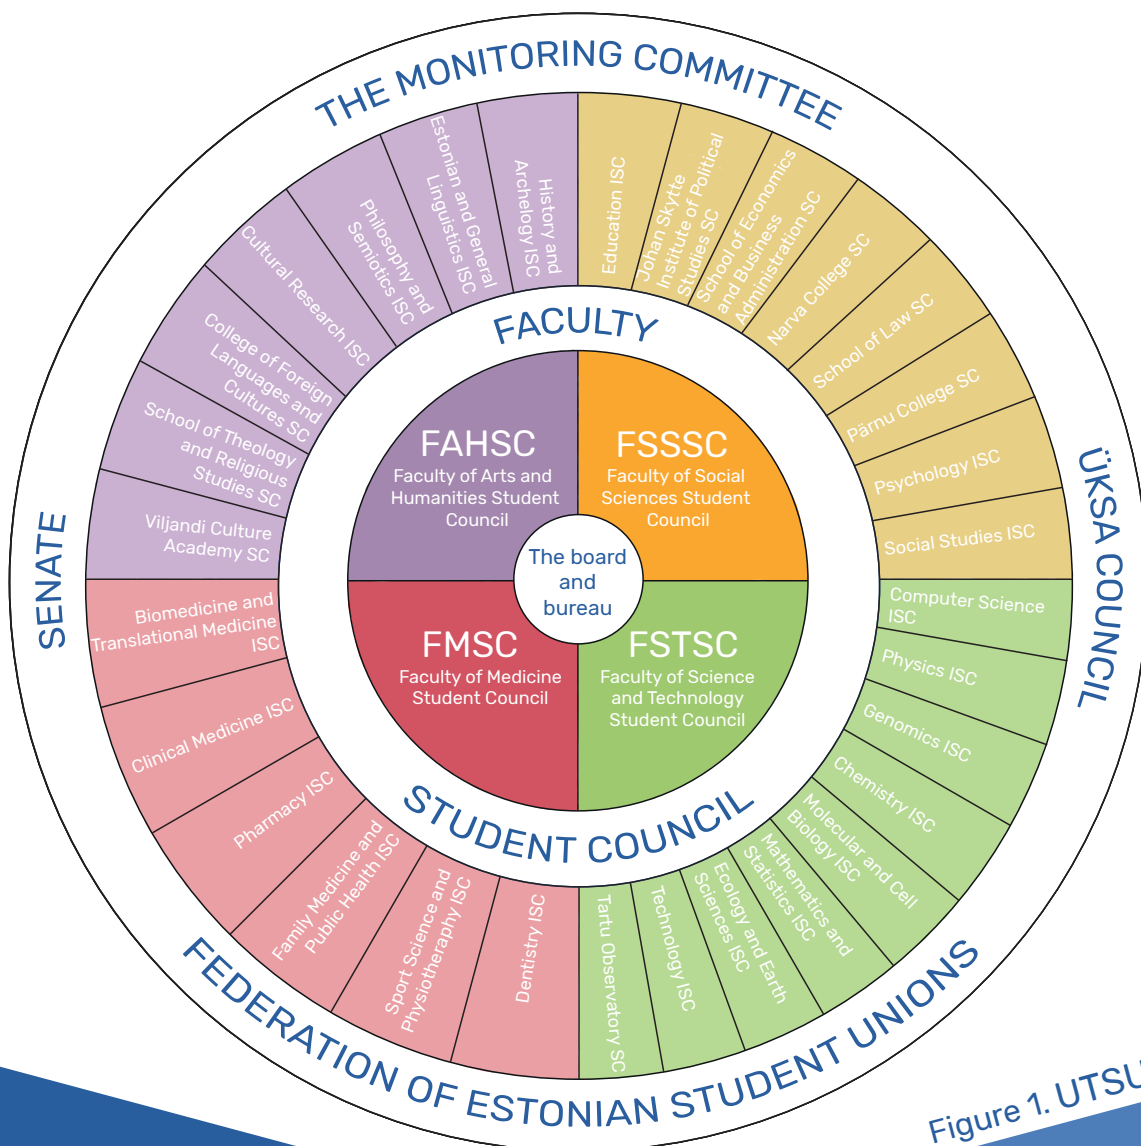 THE MONITORING COMMITTEE
SENATE
ÜKSA COUNCIL
FEDERATION OF ESTONIAN STUDENT UNIONS
FACULTY
STUDENT COUNCIL
The board
and
bureau
FAHSC
Faculty of Arts and
Humanities Student
Council
FSSSC
Faculty of Social
Sciences Student
Council
FMSC
Faculty of Medicine
Student Council
FSTSC
Faculty of Science
and Technology
Student Council
Education ISC
Johan Skytte
Institute of Political
Studies SC
School of Economics
and Business
Administration SC
Narva College SC
School of Law SC
Pärnu College SC
Psychology ISC
Social Studies ISC
Computer Science
ISC
Physics ISC
Genomics ISC
Chemistry ISC
Molecular and Cell
Biology ISC
Mathematics and
Statistics ISC
Ecology and Earth
Sciences ISC
Technology ISC
Tartu Observatory SC
Dentistry ISC
Sport Science and
Physiotheraphy ISC
Family Medicine and
Public Health ISC
Pharmacy ISC
Clinical Medicine ISC
Biomedicine and
Translational Medicine
ISC
Viljandi Culture
Academy SC
School of Theology
and Religious
Studies SC
College of Foreign
Languages and
Cultures SC
Cultural Research ISC
Philosophy and
Semiotics ISC
Estonian and General
Linguistics ISC
History and
Archelogy ISC
Figure 1. UTSU